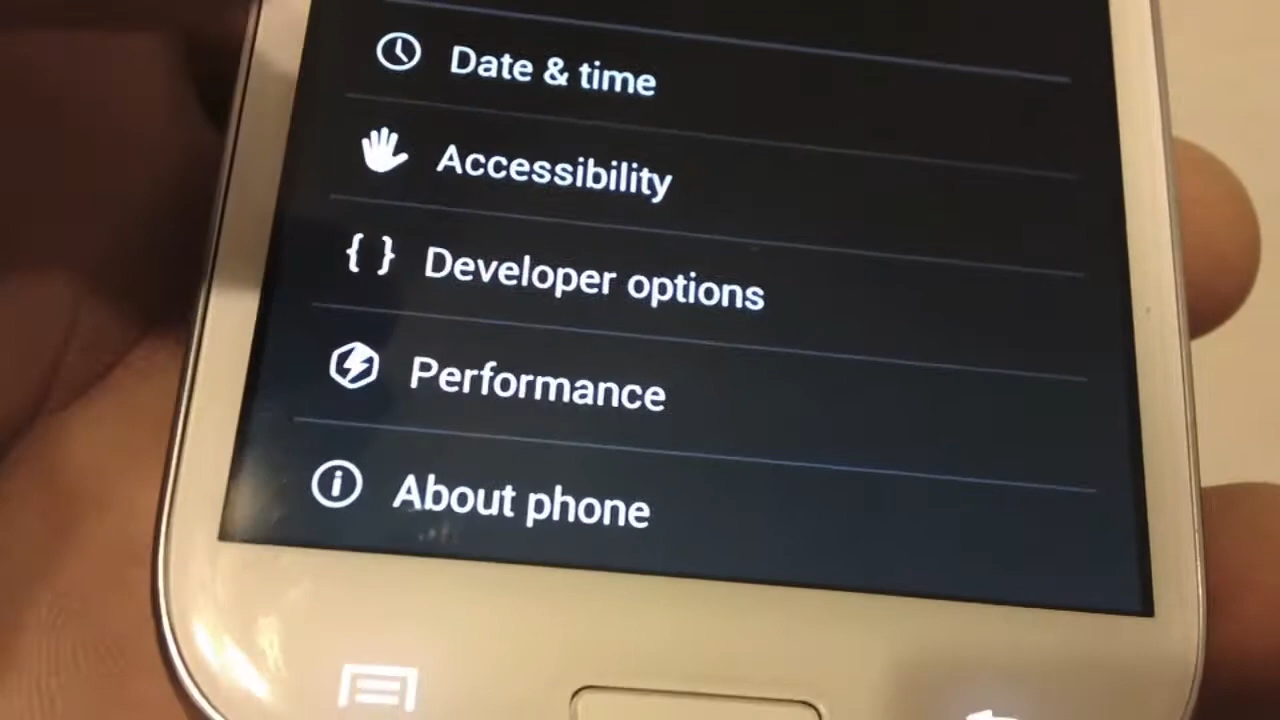 Date & time
Accessibility
{ } Developer options
Performance
About phone